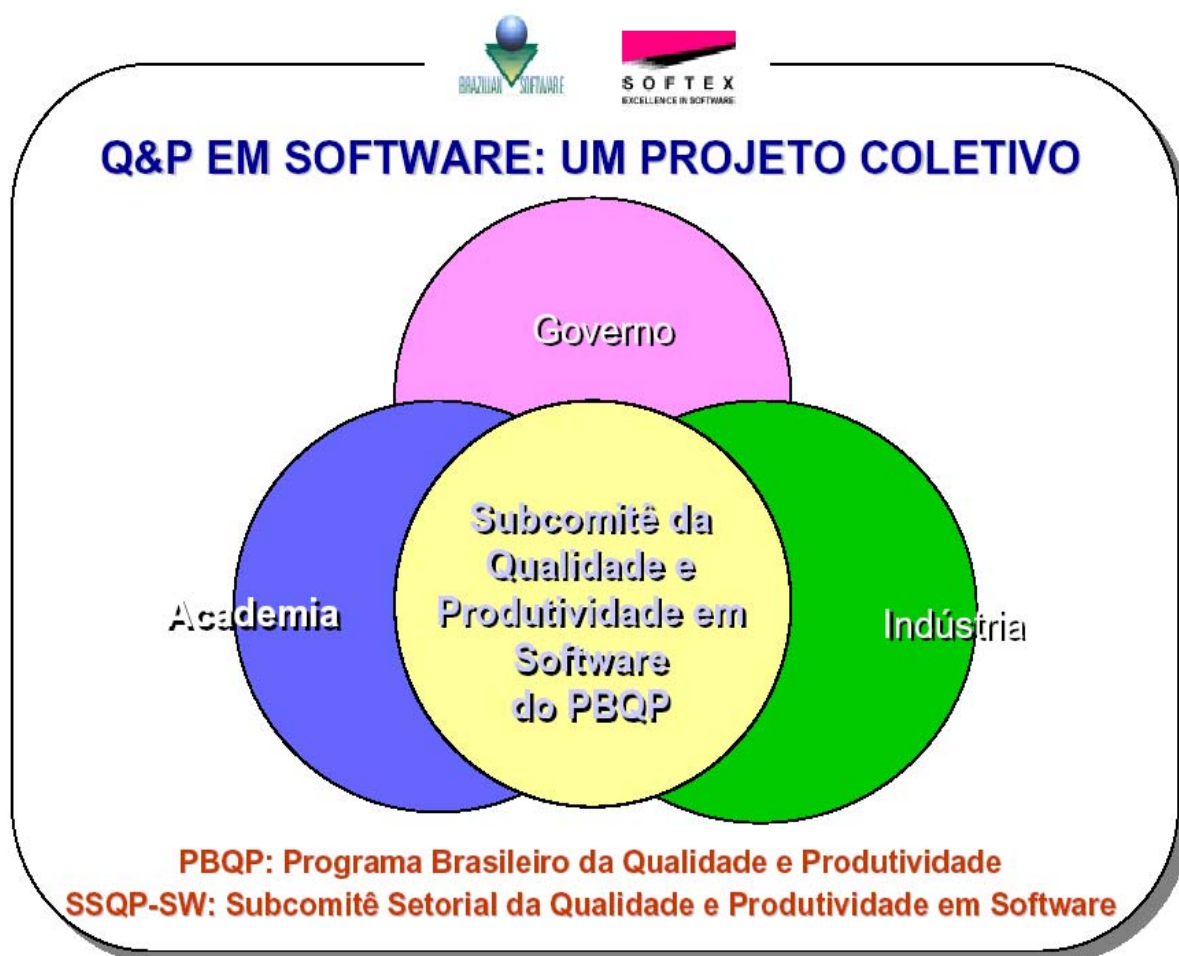 BRAZILIAN SOFTWARE
SOFTEX
EXCELLENCE IN SOFTWARE
Q&P EM SOFTWARE: UM PROJETO COLETIVO
Governo
Academia
Subcomitê da
Qualidade e
Produtividade em
Software
do PBQP
Indústria
PBQP: Programa Brasileiro da Qualidade e Produtividade
SSQP-SW: Subcomitê Setorial da Qualidade e Produtividade em Software